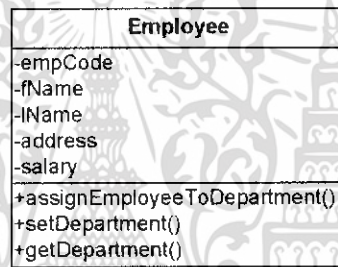 Employee
-empCode
-fName
-lName
-address
-salary
+assignEmployeeToDepartment()
+setDepartment()
+getDepartment()